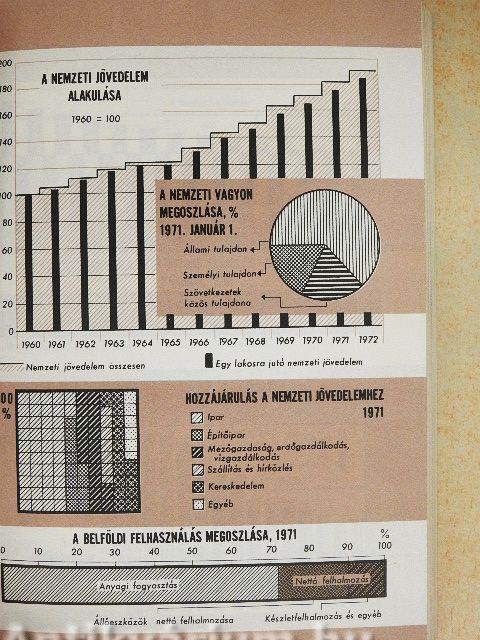 200
A NEMZETI JÖVEDELEM
ALAKULÁSA
1960 = 100
180
160
140
120
100
80
60
40
20
0
A NEMZETI VAGYON
MEGOSZLÁSA, %
1971. JANUÁR 1.
Állami tulajdon
Személyi tulajdon
Szövetkezetek
közös tulajdona
1960 1961 1962 1963 1964 1965 1966 1967 1968 1969 1970 1971 1972
Nemzeti jövedelem összesen
Egy lakosra jutó nemzeti jövedelem
00
%
HOZZÁJÁRULÁS A NEMZETI JÖVEDELEMHEZ
1971
Ipar
Építőipar
Mezőgazdaság, erdőgazdálkodás,
vízgazdálkodás
Szállítás és hírközlés
Kereskedelem
Egyéb
A BELFÖLDI FELHASZNÁLÁS MEGOSZLÁSA, 1971
%
0 10 20 30 40 50 60 70 80 90 100
Anyagi fogyasztás
Nettó felhalmozás
Állóeszközök nettó felhalmozása
Készletfelhalmozás és egyéb